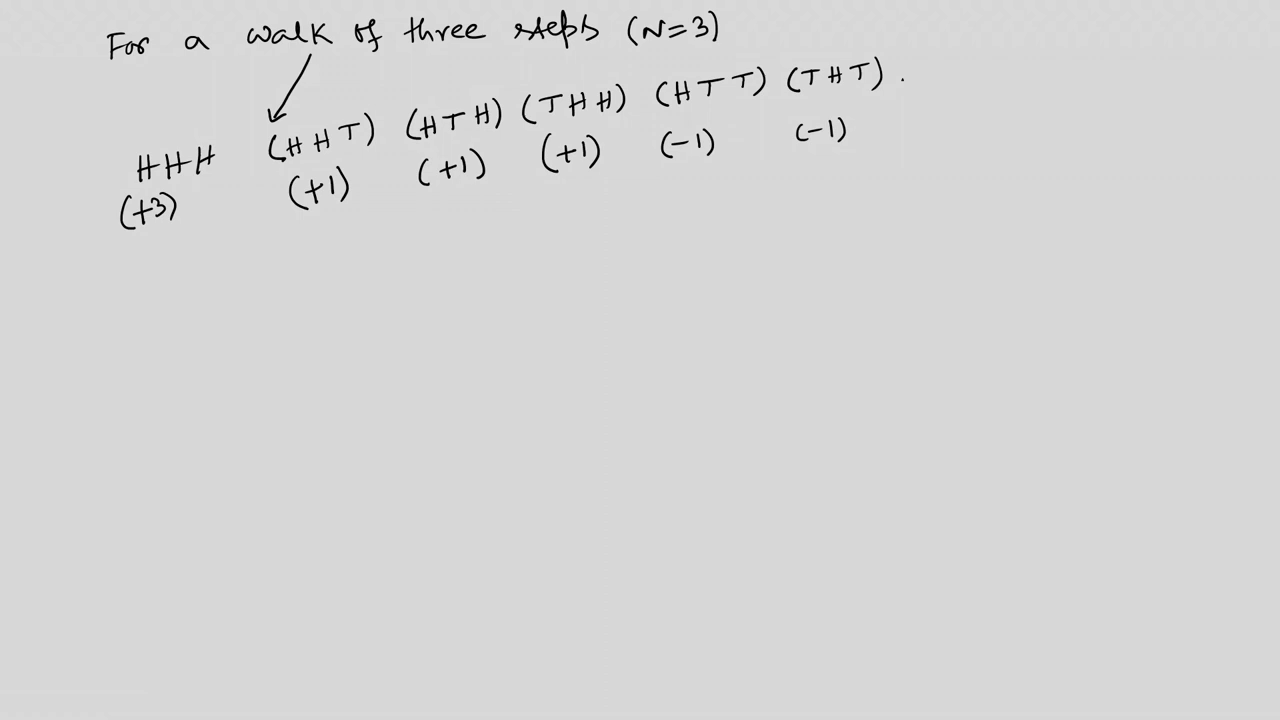 For a walk of three steps (N=3)
HHH (HHT) (HTH) (THH) (HTT) (THT).
(+3) (+1) (+1) (+1) (-1) (-1)